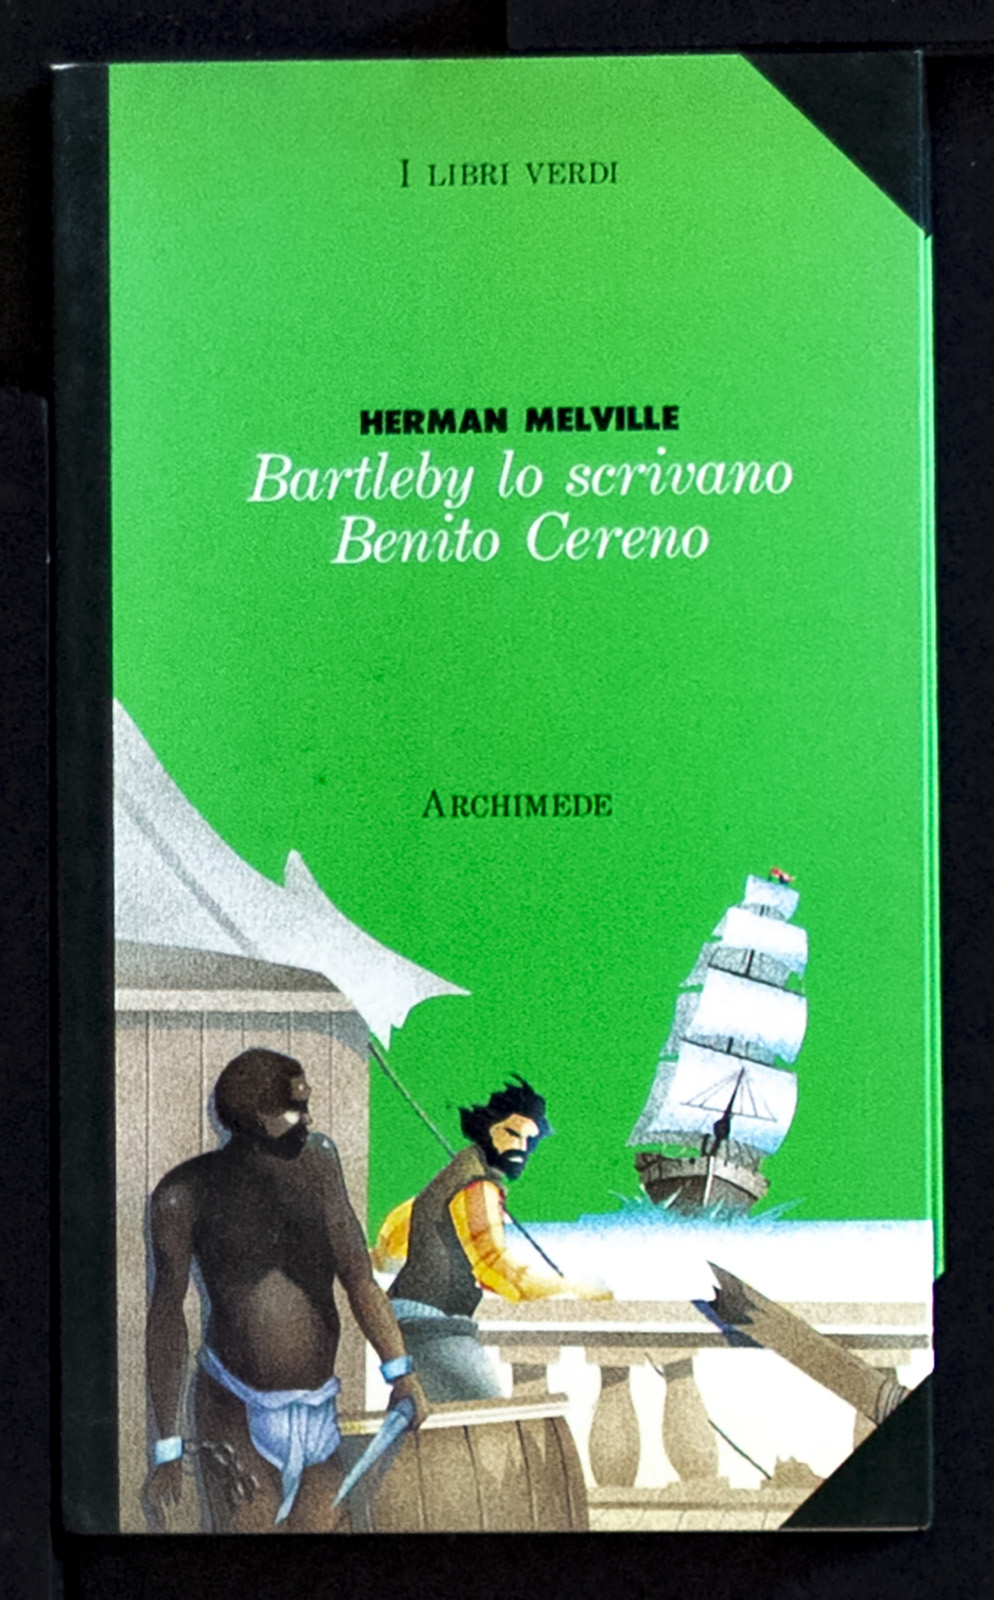 I LIBRI VERDI
HERMAN MELVILLE
Bartleby lo scrivano
Benito Cereno
ARCHIMEDE